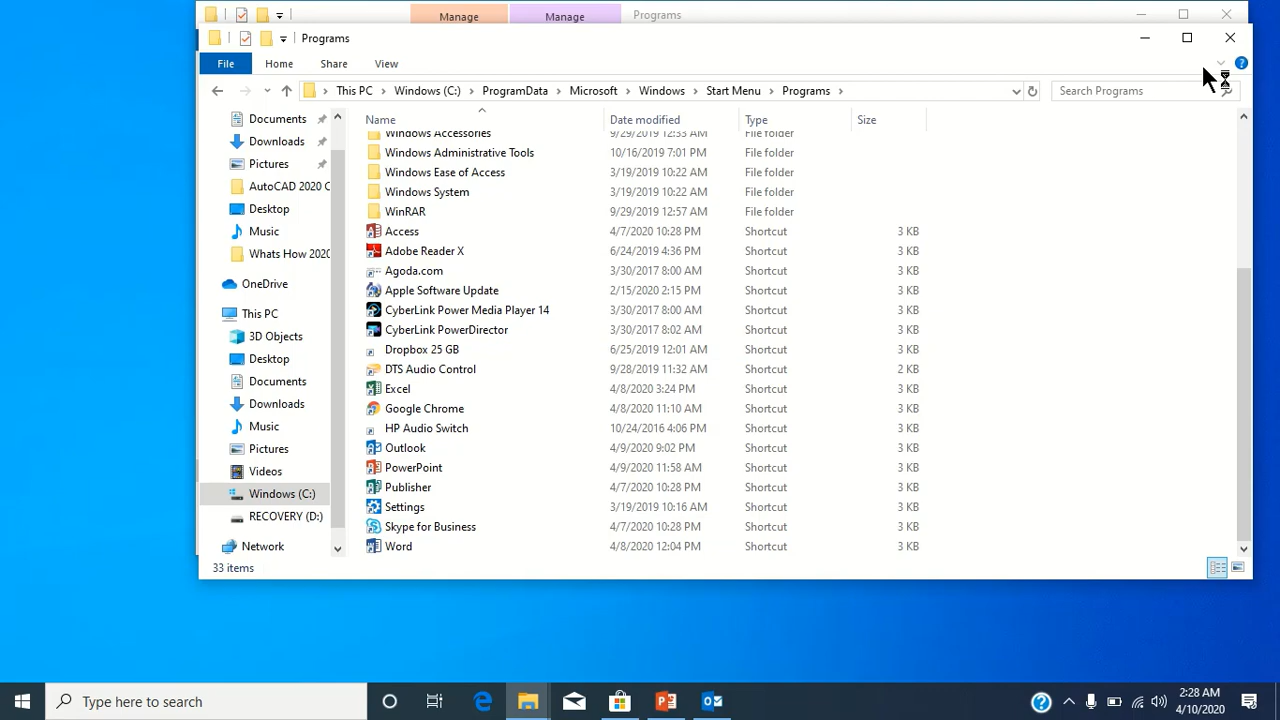 Manage Manage Programs
Programs
File Home Share View
This PC Windows (C:) ProgramData Microsoft Windows Start Menu Programs Search Programs
Name Date modified Type Size
Documents
Downloads
Pictures
AutoCAD 2020 C
Desktop
Music
Whats How 2020
OneDrive
This PC
3D Objects
Desktop
Documents
Downloads
Music
Pictures
Videos
Windows (C:)
RECOVERY (D:)
Network
Windows Accessories 9/29/2019 12:53 AM File folder
Windows Administrative Tools 10/16/2019 7:01 PM File folder
Windows Ease of Access 3/19/2019 10:22 AM File folder
Windows System 3/19/2019 10:22 AM File folder
WinRAR 9/29/2019 12:57 AM File folder
Access 4/7/2020 10:28 PM Shortcut 3 KB
Adobe Reader X 6/24/2019 4:36 PM Shortcut 3 KB
Agoda.com 3/30/2017 8:00 AM Shortcut 3 KB
Apple Software Update 2/15/2020 2:15 PM Shortcut 3 KB
CyberLink Power Media Player 14 3/30/2017 8:00 AM Shortcut 3 KB
CyberLink PowerDirector 3/30/2017 8:02 AM Shortcut 3 KB
Dropbox 25 GB 6/25/2019 12:01 AM Shortcut 3 KB
DTS Audio Control 9/28/2019 11:32 AM Shortcut 2 KB
Excel 4/8/2020 3:24 PM Shortcut 3 KB
Google Chrome 4/8/2020 11:10 AM Shortcut 3 KB
HP Audio Switch 10/24/2016 4:06 PM Shortcut 3 KB
Outlook 4/9/2020 9:02 PM Shortcut 3 KB
PowerPoint 4/9/2020 11:58 AM Shortcut 3 KB
Publisher 4/7/2020 10:28 PM Shortcut 3 KB
Settings 3/19/2019 10:16 AM Shortcut 3 KB
Skype for Business 4/7/2020 10:28 PM Shortcut 3 KB
Word 4/8/2020 12:04 PM Shortcut 3 KB
33 items
Type here to search
2:28 AM
4/10/2020